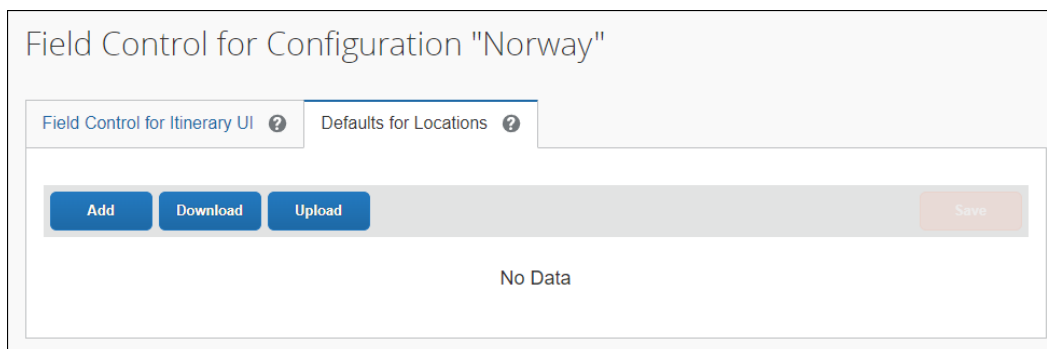 Field Control for Configuration "Norway"
Field Control for Itinerary UI ? Defaults for Locations ?
Add Download Upload Save
No Data